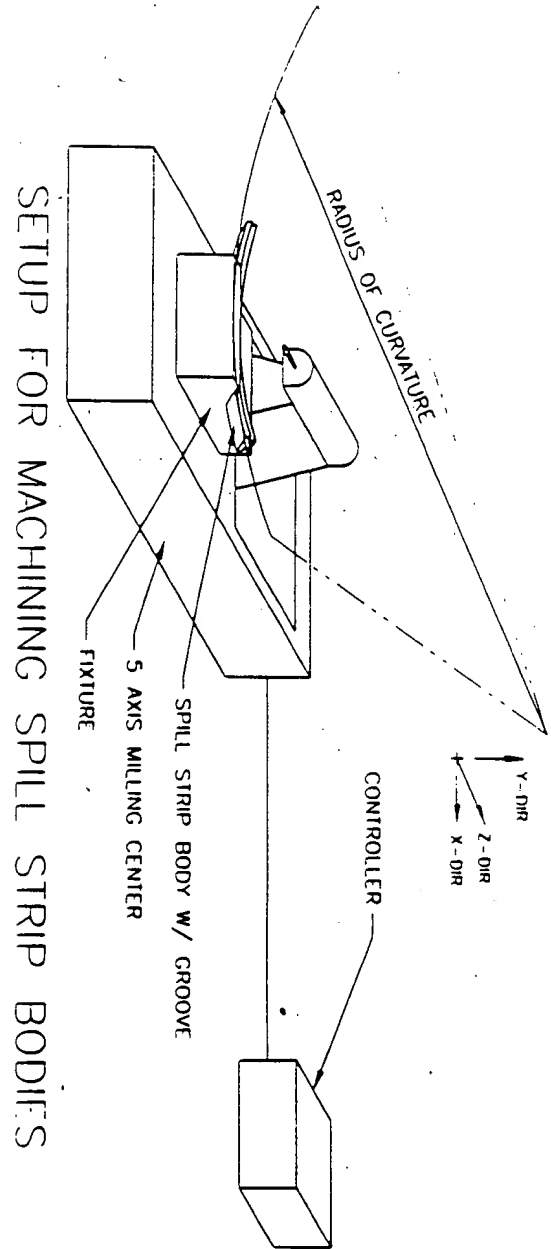 RADIUS OF CURVATURE
Y-DIR
Z-DIR
X-DIR
CONTROLLER
SPILL STRIP BODY W/ GROOVE
5 AXIS MILLING CENTER
FIXTURE
SETUP FOR MACHINING SPILL STRIP BODIES